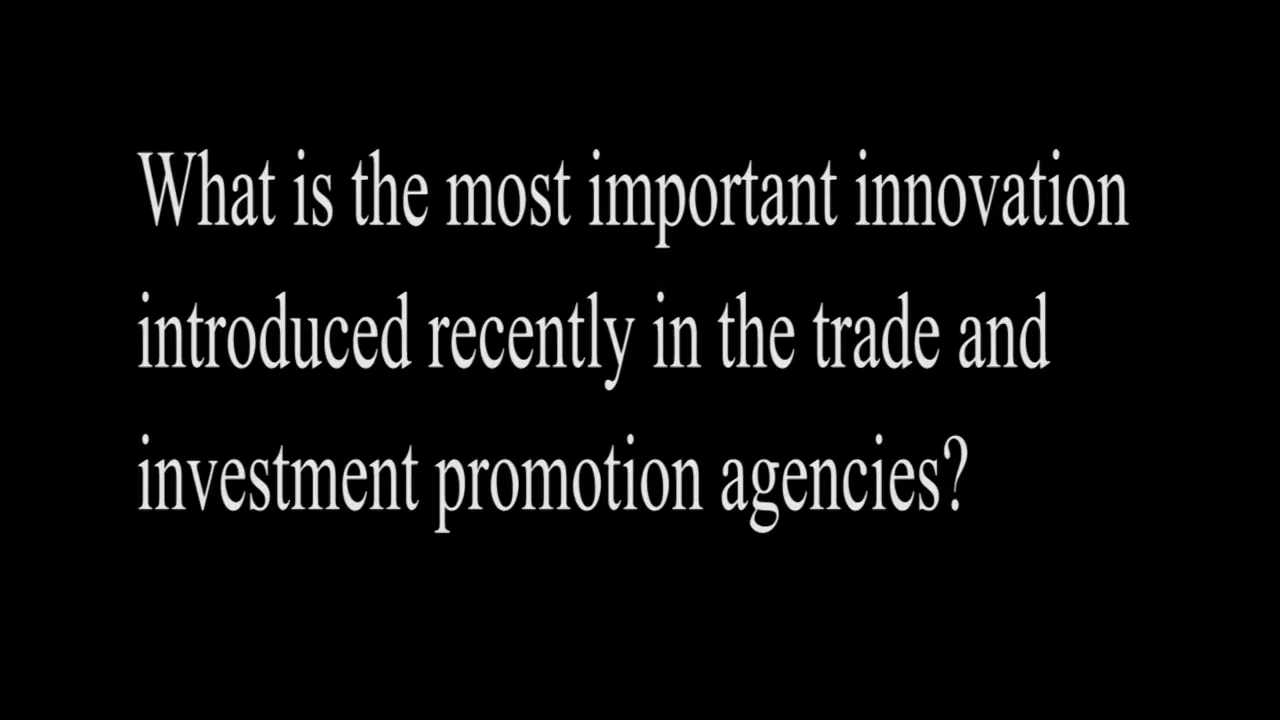 What is the most important innovation
introduced recently in the trade and
investment promotion agencies?